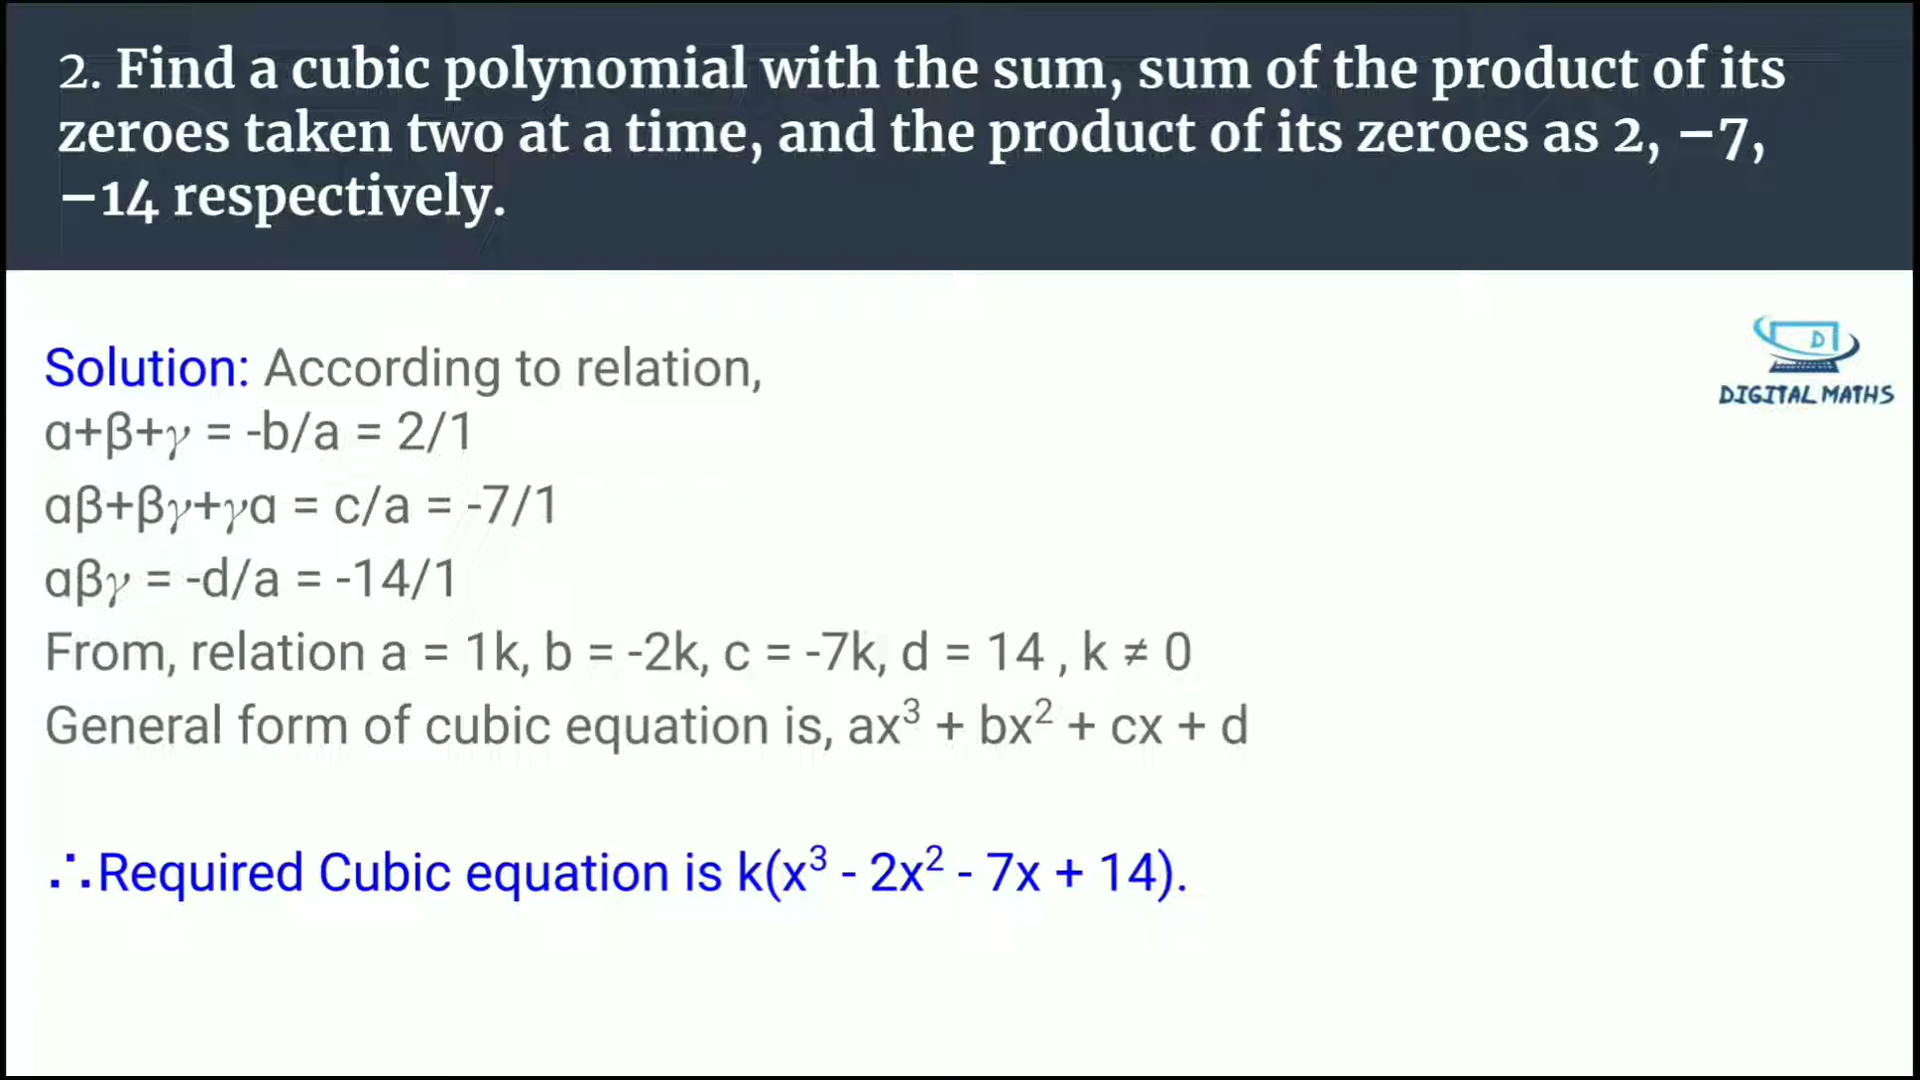 2. Find a cubic polynomial with the sum, sum of the product of its
zeroes taken two at a time, and the product of its zeroes as 2, –7,
–14 respectively.
Solution: According to relation,
α+β+γ = -b/a = 2/1
αβ+βγ+γα = c/a = -7/1
αβγ = -d/a = -14/1
From, relation a = 1k, b = -2k, c = -7k, d = 14 , k ≠ 0
General form of cubic equation is, ax³ + bx² + cx + d
∴Required Cubic equation is k(x³ - 2x² - 7x + 14).
D
DIGITAL MATHS